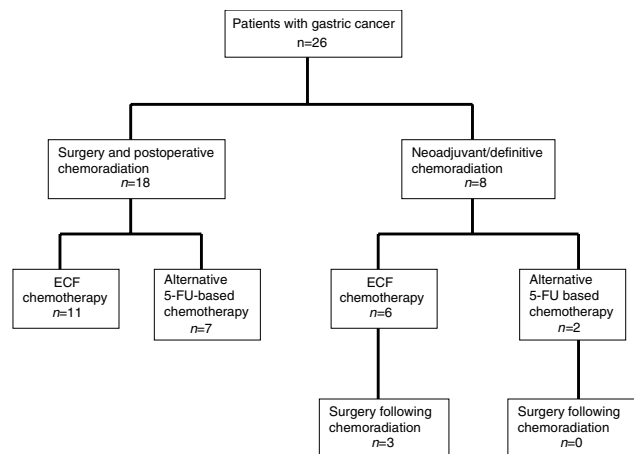 Patients with gastric cancer
n=26
Surgery and postoperative
chemoradiation
n=18
Neoadjuvant/definitive
chemoradiation
n=8
ECF
chemotherapy
n=11
Alternative
5-FU-based
chemotherapy
n=7
ECF
chemotherapy
n=6
Alternative
5-FU based
chemotherapy
n=2
Surgery following
chemoradiation
n=3
Surgery following
chemoradiation
n=0